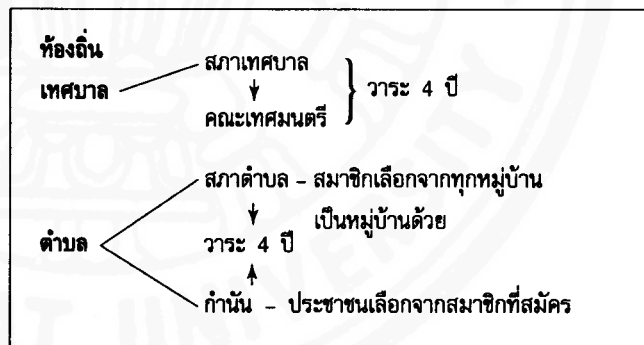 ท้องถิ่น
เทศบาล
สภาเทศบาล
คณะเทศมนตรี
วาระ 4 ปี
ตำบล
สภาตำบล – สมาชิกเลือกจากทุกหมู่บ้าน
เป็นหมู่บ้านด้วย
วาระ 4 ปี
กำนัน – ประชาชนเลือกจากสมาชิกที่สมัคร